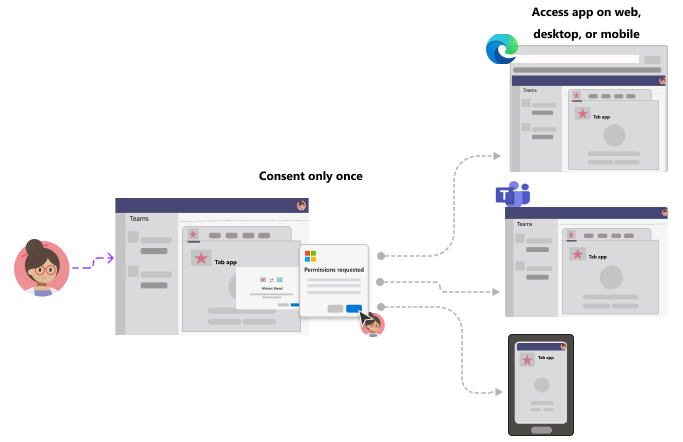 Access app on web,
desktop, or mobile
Teams
Tab app
Consent only once
Teams
Tab app
Permissions requested
Almost there!
T
Teams
Tab app
Tab app